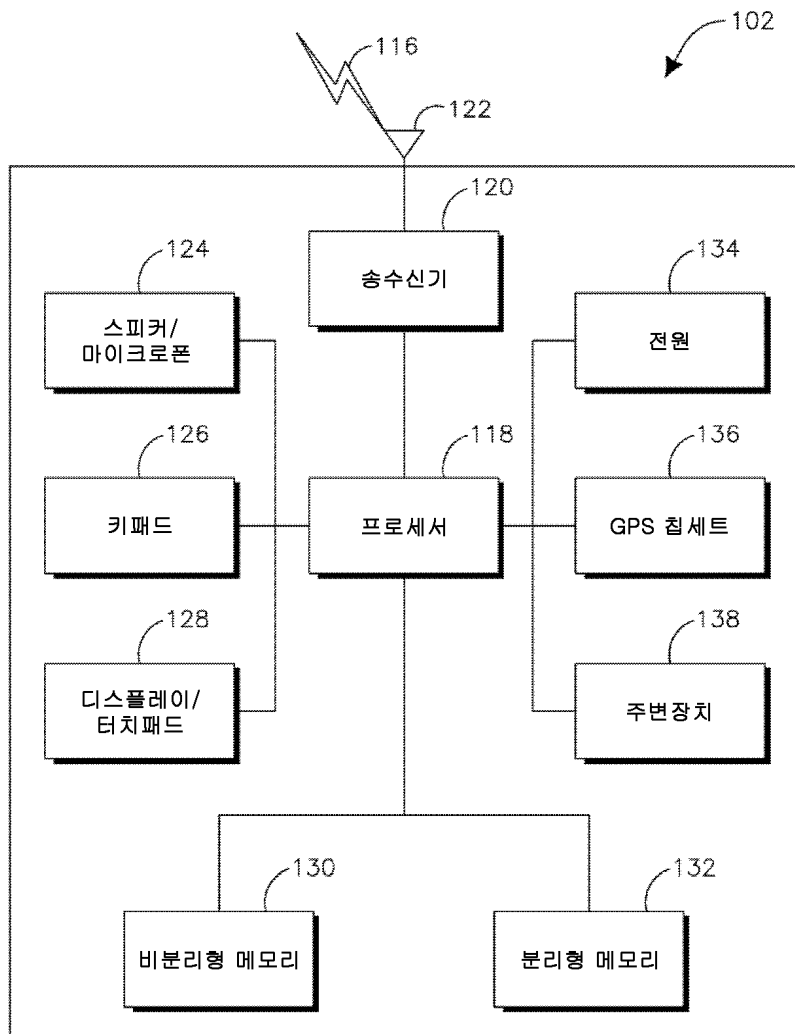 102
116
122
120
송수신기
124
스피커/
마이크로폰
134
전원
126
키패드
118
프로세서
136
GPS 칩세트
128
디스플레이/
터치패드
138
주변장치
130
비분리형 메모리
132
분리형 메모리